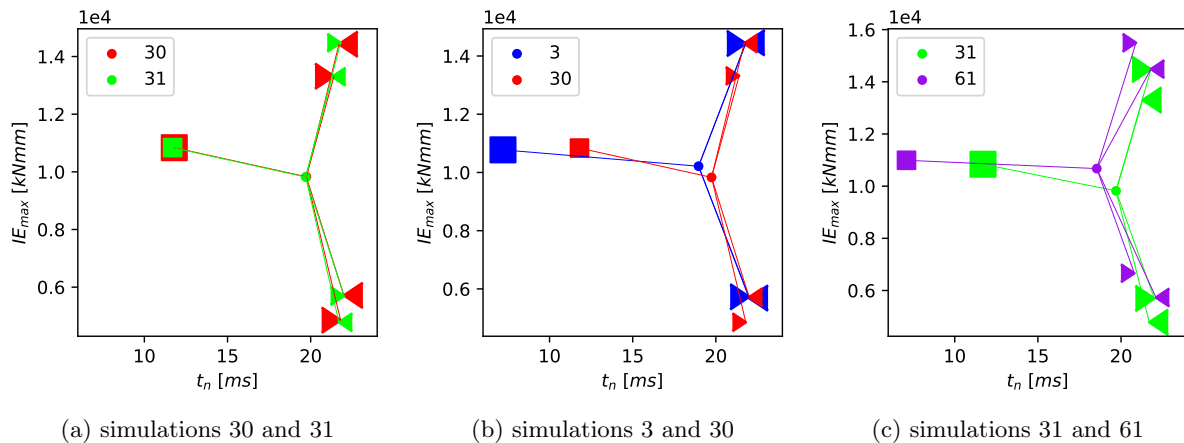 1e4
30
31
1.4
1.2
1.0
0.8
0.6
IE_max [kNmm]
10
15
20
t_n [ms]
(a) simulations 30 and 31
1e4
3
30
1.4
1.2
1.0
0.8
0.6
IE_max [kNmm]
10
15
20
t_n [ms]
(b) simulations 3 and 30
1e4
31
61
1.6
1.4
1.2
1.0
0.8
0.6
IE_max [kNmm]
10
15
20
t_n [ms]
(c) simulations 31 and 61